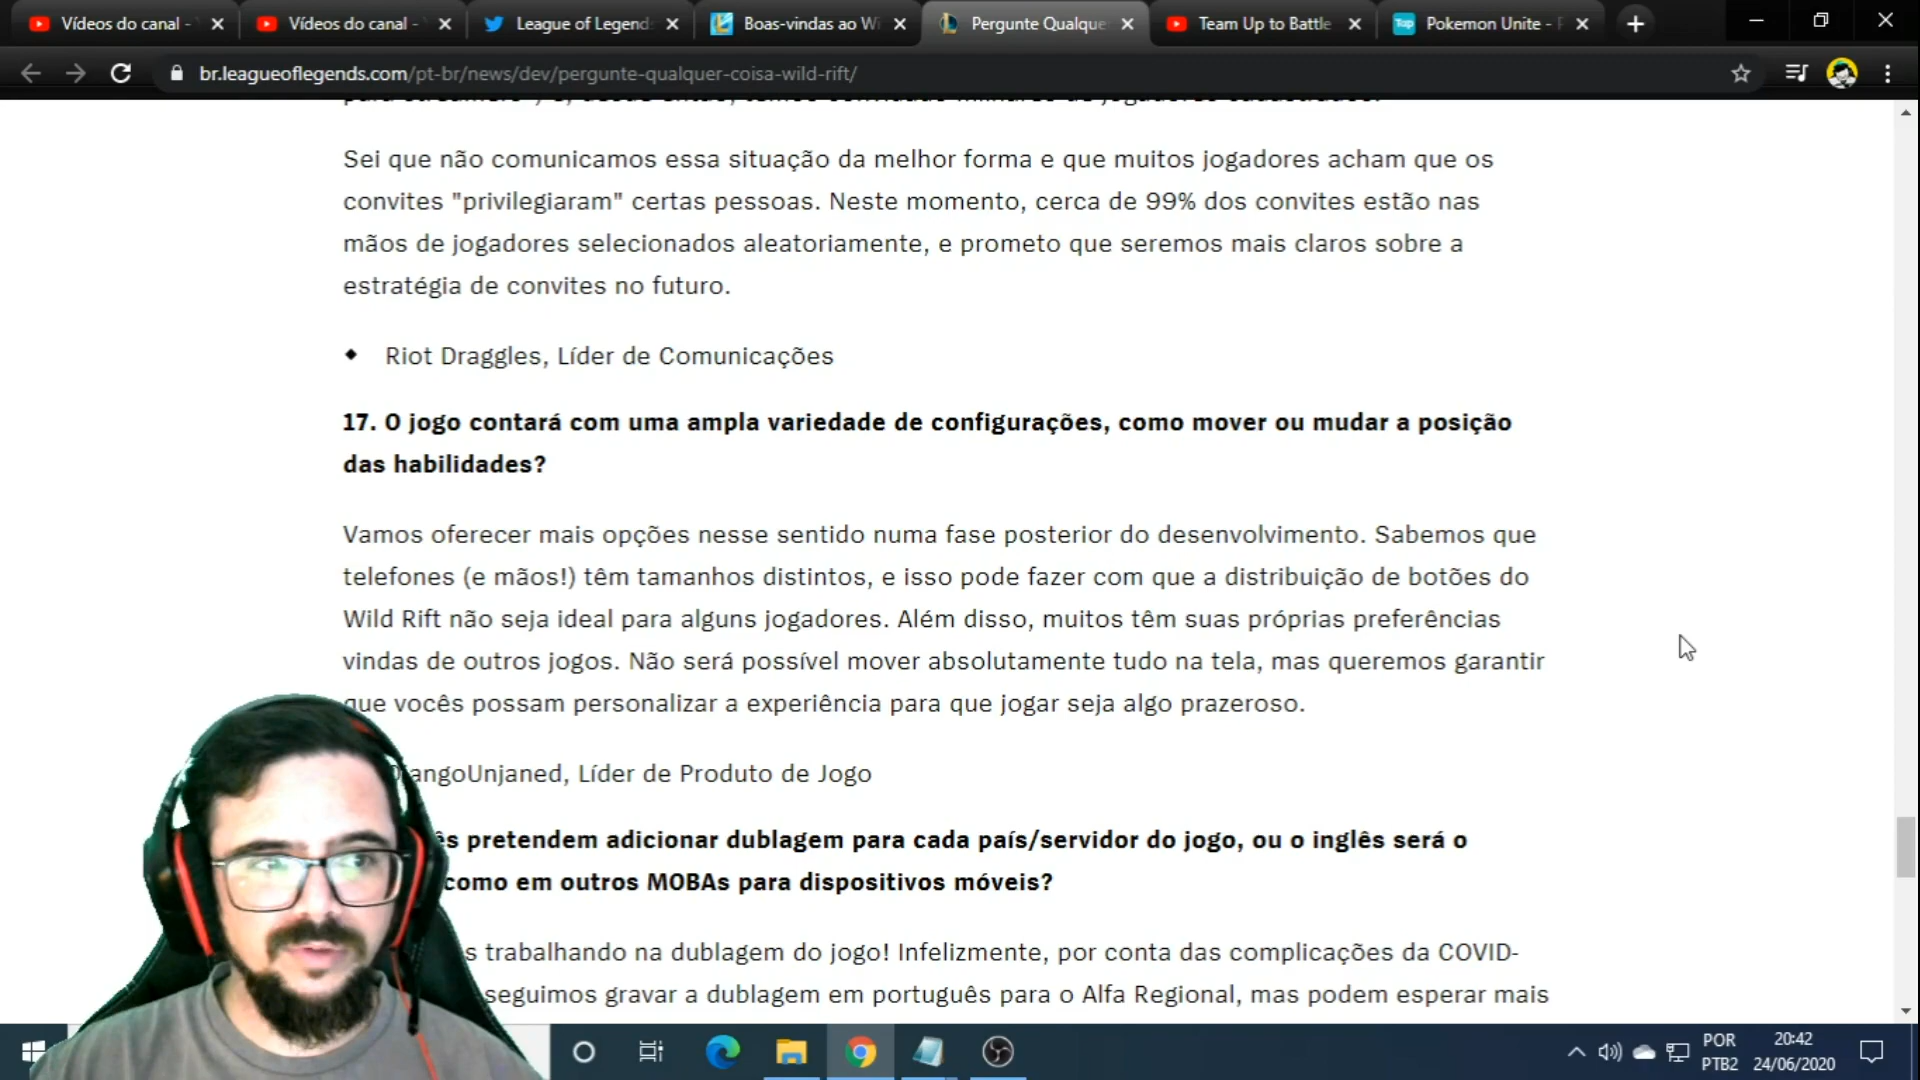 Vídeos do canal -
Vídeos do canal -
League of Legend
Boas-vindas ao Wi
Pergunte Qualque
Team Up to Battle
Pokemon Unite -
br.leagueoflegends.com/pt-br/news/dev/pergunte-qualquer-coisa-wild-rift/
Sei que não comunicamos essa situação da melhor forma e que muitos jogadores acham que os
convites "privilegiaram" certas pessoas. Neste momento, cerca de 99% dos convites estão nas
mãos de jogadores selecionados aleatoriamente, e prometo que seremos mais claros sobre a
estratégia de convites no futuro.
Riot Draggles, Líder de Comunicações
17. O jogo contará com uma ampla variedade de configurações, como mover ou mudar a posição
das habilidades?
Vamos oferecer mais opções nesse sentido numa fase posterior do desenvolvimento. Sabemos que
telefones (e mãos!) têm tamanhos distintos, e isso pode fazer com que a distribuição de botões do
Wild Rift não seja ideal para alguns jogadores. Além disso, muitos têm suas próprias preferências
vindas de outros jogos. Não será possível mover absolutamente tudo na tela, mas queremos garantir
que vocês possam personalizar a experiência para que jogar seja algo prazeroso.
DjangoUnjaned, Líder de Produto de Jogo
ês pretendem adicionar dublagem para cada país/servidor do jogo, ou o inglês será o
como em outros MOBAs para dispositivos móveis?
s trabalhando na dublagem do jogo! Infelizmente, por conta das complicações da COVID-
seguimos gravar a dublagem em português para o Alfa Regional, mas podem esperar mais
POR
PTB2
20:42
24/06/2020